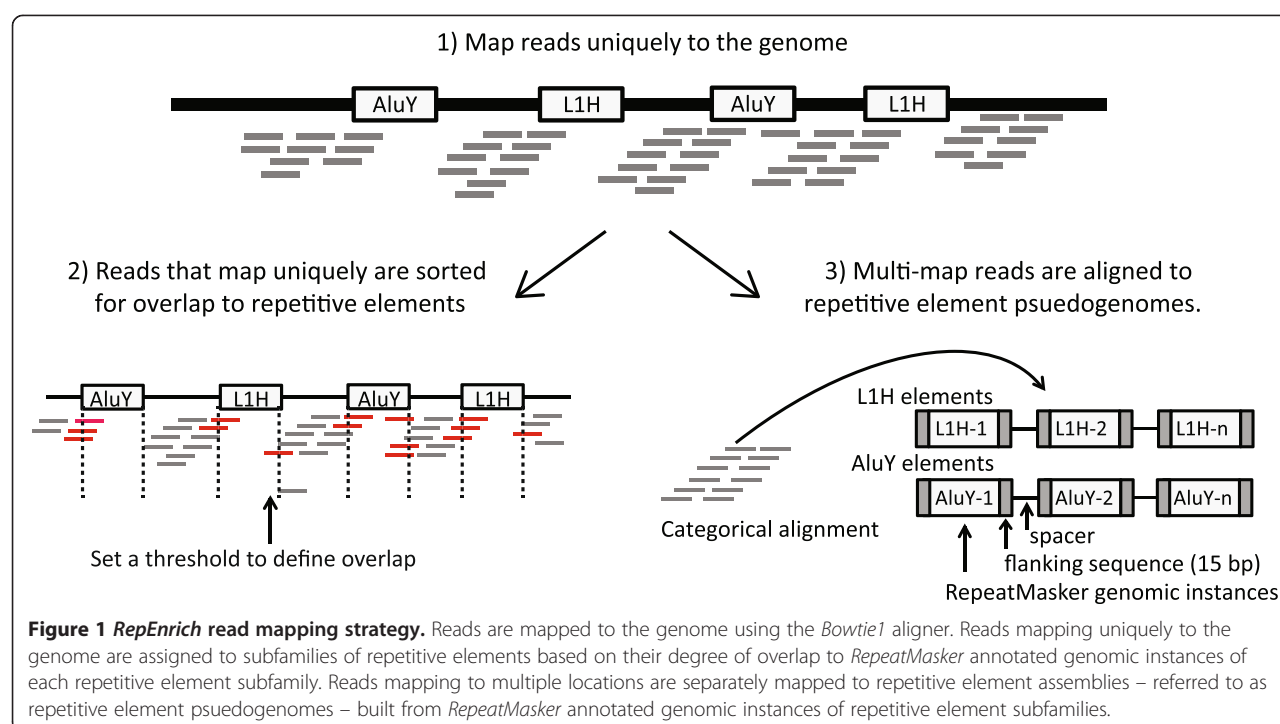 1) Map reads uniquely to the genome
AluY L1H AluY L1H
2) Reads that map uniquely are sorted
for overlap to repetitive elements
AluY L1H AluY L1H
Set a threshold to define overlap
3) Multi-map reads are aligned to
repetitive element psuedogenomes.
L1H elements
L1H-1 L1H-2 L1H-n
AluY elements
AluY-1 AluY-2 AluY-n
Categorical alignment
spacer
flanking sequence (15 bp)
RepeatMasker genomic instances
Figure 1 RepEnrich read mapping strategy. Reads are mapped to the genome using the Bowtie1 aligner. Reads mapping uniquely to the
genome are assigned to subfamilies of repetitive elements based on their degree of overlap to RepeatMasker annotated genomic instances of
each repetitive element subfamily. Reads mapping to multiple locations are separately mapped to repetitive element assemblies – referred to as
repetitive element psuedogenomes – built from RepeatMasker annotated genomic instances of repetitive element subfamilies.